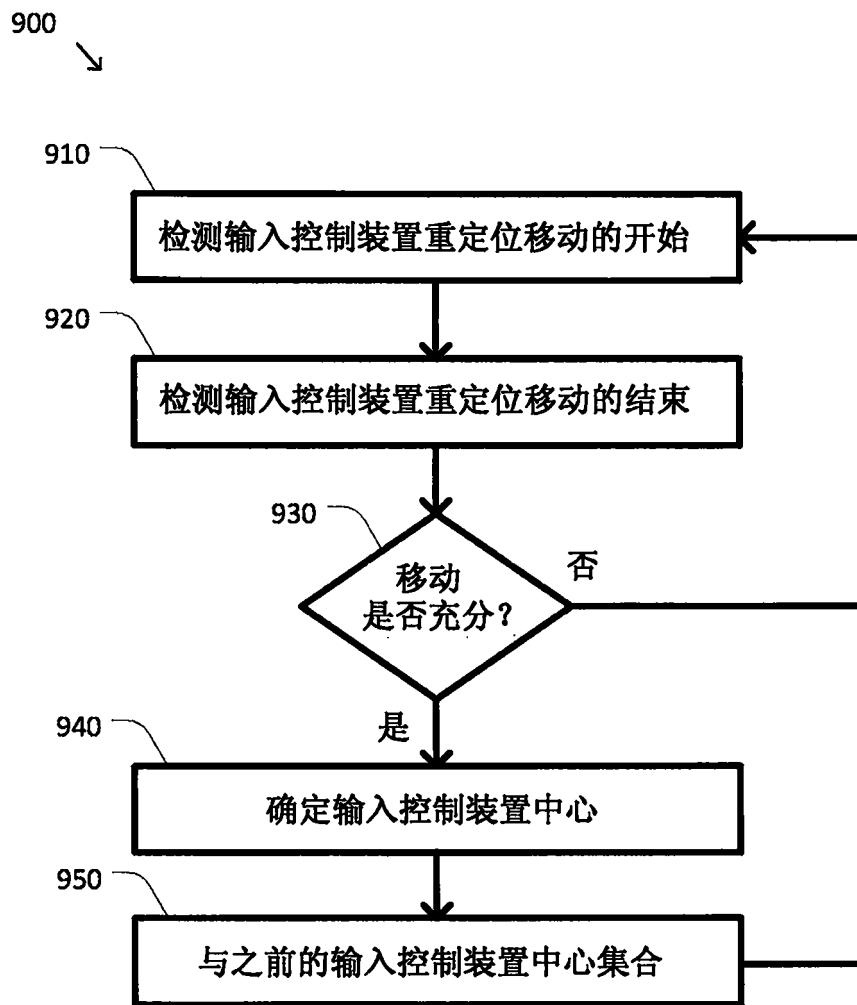 900
910
检测输入控制装置重定位移动的开始
920
检测输入控制装置重定位移动的结束
930
移动
是否充分?
否
是
940
确定输入控制装置中心
950
与之前的输入控制装置中心集合